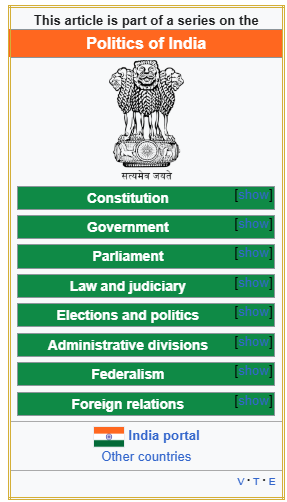 This article is part of a series on the
Politics of India
सत्यमेव जयते
Constitution [show]
Government [show]
Parliament [show]
Law and judiciary [show]
Elections and politics [show]
Administrative divisions [show]
Federalism [show]
Foreign relations [show]
India portal
Other countries
V · T · E